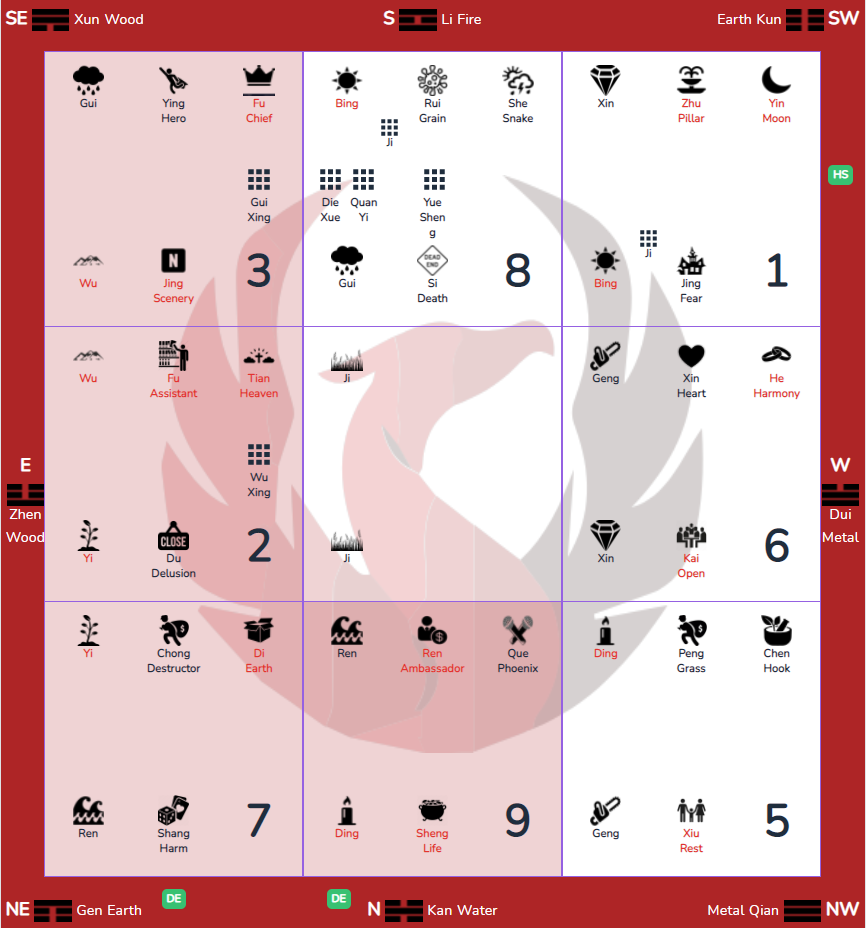 SE Xun Wood
S Li Fire
Earth Kun SW
Gui
Ying
Hero
Fu
Chief
Gui
Xing
Wu
N
Jing
Scenery
3
Bing
Rui
Grain
She
Snake
Ji
Die
Xue
Quan
Yi
Yue
Shen
g
Gui
DEAD
END
Si
Death
8
Xin
Zhu
Pillar
Yin
Moon
Ji
Bing
Jing
Fear
1
HS
E
Zhen
Wood
Wu
Fu
Assistant
Tian
Heaven
Wu
Xing
Yi
CLOSE
Du
Delusion
2
Ji
Ji
Geng
Xin
Heart
He
Harmony
Xin
Kai
Open
6
W
Dui
Metal
Yi
Chong
Destructor
Di
Earth
Ren
Shang
Harm
7
Ren
Ren
Ambassador
Que
Phoenix
Ding
Sheng
Life
9
Ding
Peng
Grass
Chen
Hook
Geng
Xiu
Rest
5
NE Gen Earth
DE
DE
N Kan Water
Metal Qian NW